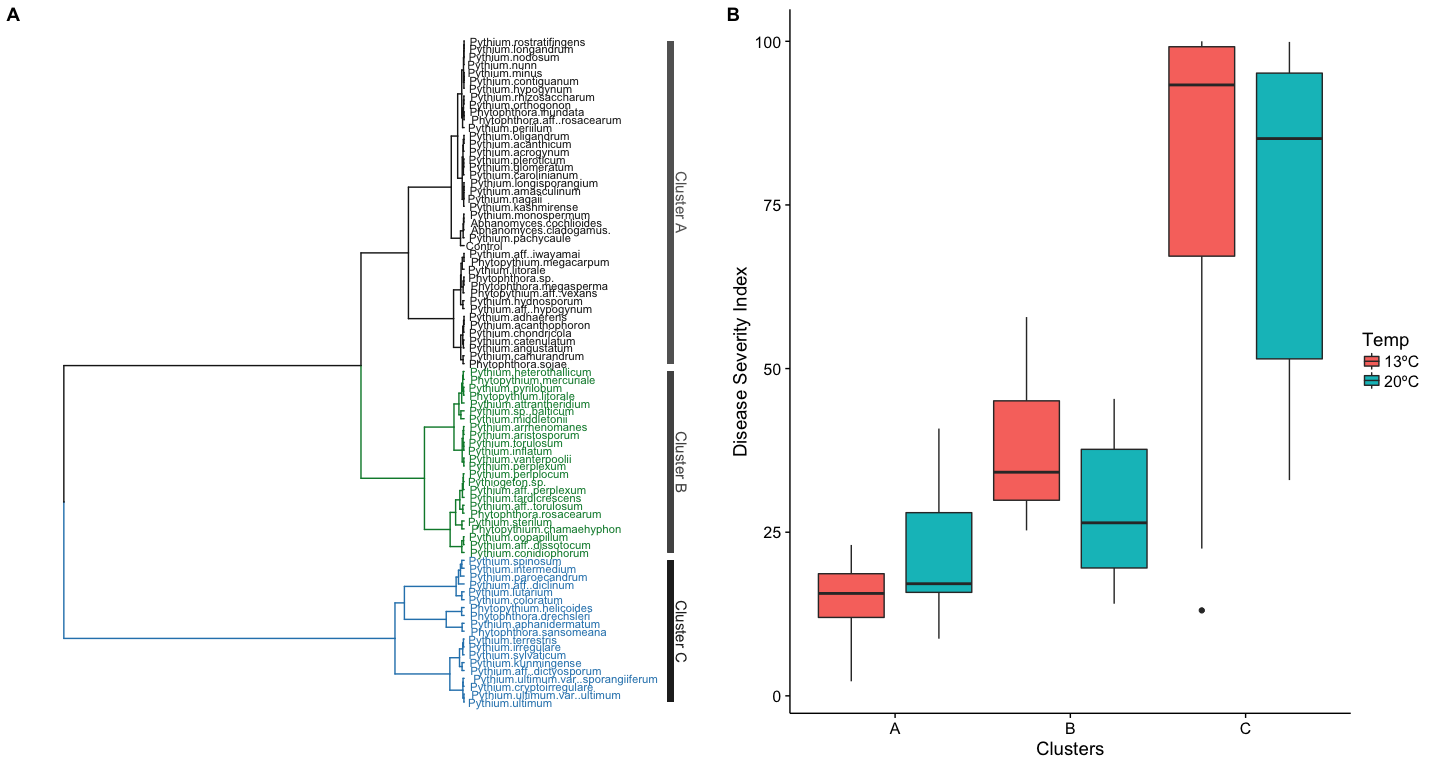 A
Pythium.rostratifingens
Pythium.longandrum
Pythium.nodosum
Pythium.nunn
Pythium.minus
Pythium.contiguanum
Pythium.hypogynum
Pythium.rhizosaccharum
Pythium.orthogonon
Phytophthora.inundata
Phytophthora.aff..rosacearum
Pythium.periilum
Pythium.oligandrum
Pythium.acanthicum
Pythium.acrogynum
Pythium.pleroticum
Pythium.glomeratum
Pythium.carolinianum
Pythium.longisporangium
Pythium.amasculinum
Pythium.nagaii
Pythium.kashmirense
Pythium.monospermum
Aphanomyces.cochlioides
Aphanomyces.cladogamus.
Pythium.pachycaule
Control
Pythium.aff..iwayamai
Phytopythium.megacarpum
Pythium.litorale
Phytophthora.sp.
Phytophthora.megasperma
Phytopythium.aff..vexans
Pythium.hydnosporum
Pythium.aff..hypogynum
Pythium.adhaerens
Pythium.acanthophoron
Pythium.chondricola
Pythium.catenulatum
Pythium.angustatum
Pythium.camurandrum
Phytophthora.sojae
Pythium.heterothallicum
Phytopythium.mercuriale
Pythium.pyrilobum
Phytopythium.litorale
Pythium.attrantheridium
Pythium.sp..balticum
Pythium.middletonii
Pythium.arrhenomanes
Pythium.aristosporum
Pythium.torulosum
Pythium.inflatum
Pythium.vanterpoolii
Pythium.perplexum
Pythium.periplocum
Pythiogeton.sp.
Pythium.aff..perplexum
Pythium.tardicrescens
Pythium.aff..torulosum
Phytophthora.rosacearum
Pythium.sterilum
Phytopythium.chamaehyphon
Pythium.oopapillum
Pythium.aff..dissotocum
Pythium.conidiophorum
Pythium.spinosum
Pythium.intermedium
Pythium.paroecandrum
Pythium.aff..diclinum
Pythium.lutarium
Pythium.coloratum
Phytopythium.helicoides
Phytophthora.drechsleri
Pythium.aphanidermatum
Phytophthora.sansomeana
Pythium.terrestris
Pythium.irregulare
Pythium.sylvaticum
Pythium.kunmingense
Pythium.aff..dictyosporum
Pythium.ultimum.var..sporangiiferum
Pythium.cryptoirregulare
Pythium.ultimum.var..ultimum
Pythium.ultimum
Cluster A
Cluster B
Cluster C
B
Disease Severity Index
100
75
50
25
0
A
B
C
Clusters
Temp
13ºC
20ºC